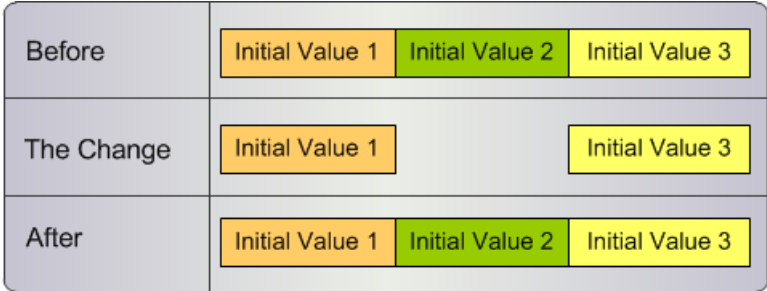 Before
Initial Value 1 Initial Value 2 Initial Value 3
The Change
Initial Value 1 Initial Value 3
After
Initial Value 1 Initial Value 2 Initial Value 3